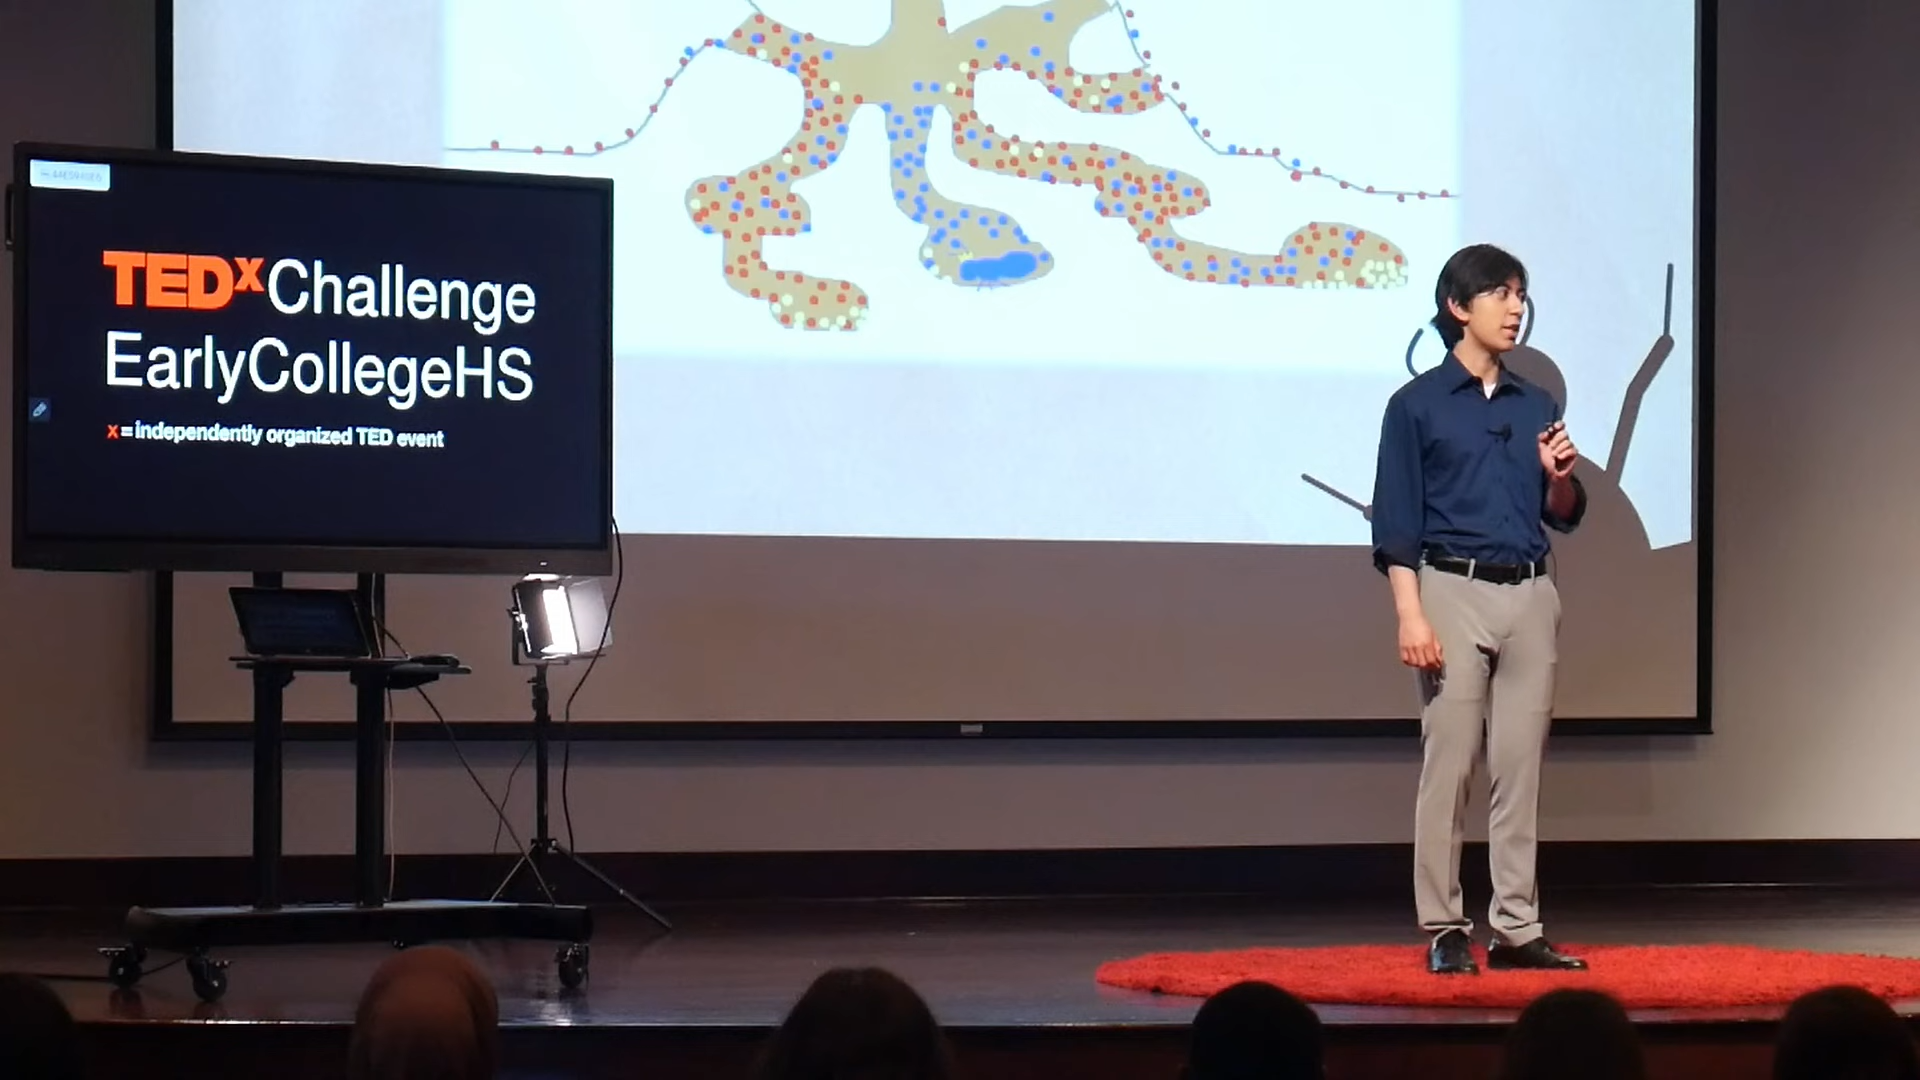 TEDxChallenge
EarlyCollegeHS
x = independently organized TED event